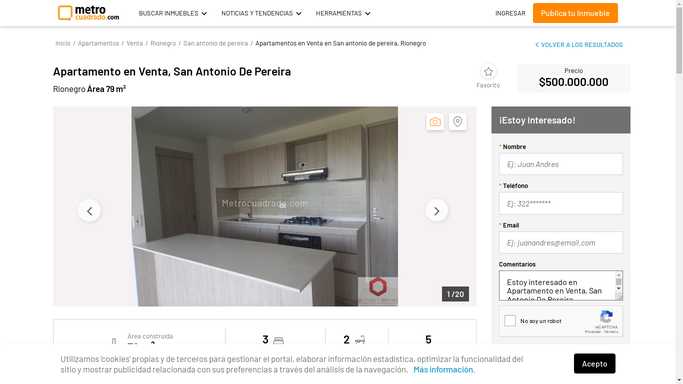 metro
cuadrado.com
BUSCAR INMUEBLES
NOTICIAS Y TENDENCIAS
HERRAMIENTAS
INGRESAR
Publica tu inmueble
Inicio / Apartamentos / Venta / Rionegro / San antonio de pereira / Apartamentos en Venta en San antonio de pereira, Rionegro
VOLVER A LOS RESULTADOS
Apartamento en Venta, San Antonio De Pereira
Rionegro Área 79 m²
Favorito
Precio
$500.000.000
Metrocuadrado.com
1 / 20
¡Estoy interesado!
* Nombre
Ej: Juan Andres
* Teléfono
Ej: 322*******
* Email
Ej: juanandres@email.com
Comentarios
Estoy interesado en
Apartamento en Venta, San
Antonio De Pereira
No soy un robot
reCAPTCHA
Privacidad - Términos
Área construida
3
2
5
Utilizamos 'cookies' propias y de terceros para gestionar el portal, elaborar información estadística, optimizar la funcionalidad del
sitio y mostrar publicidad relacionada con sus preferencias a través del análisis de la navegación. Más información.
Acepto